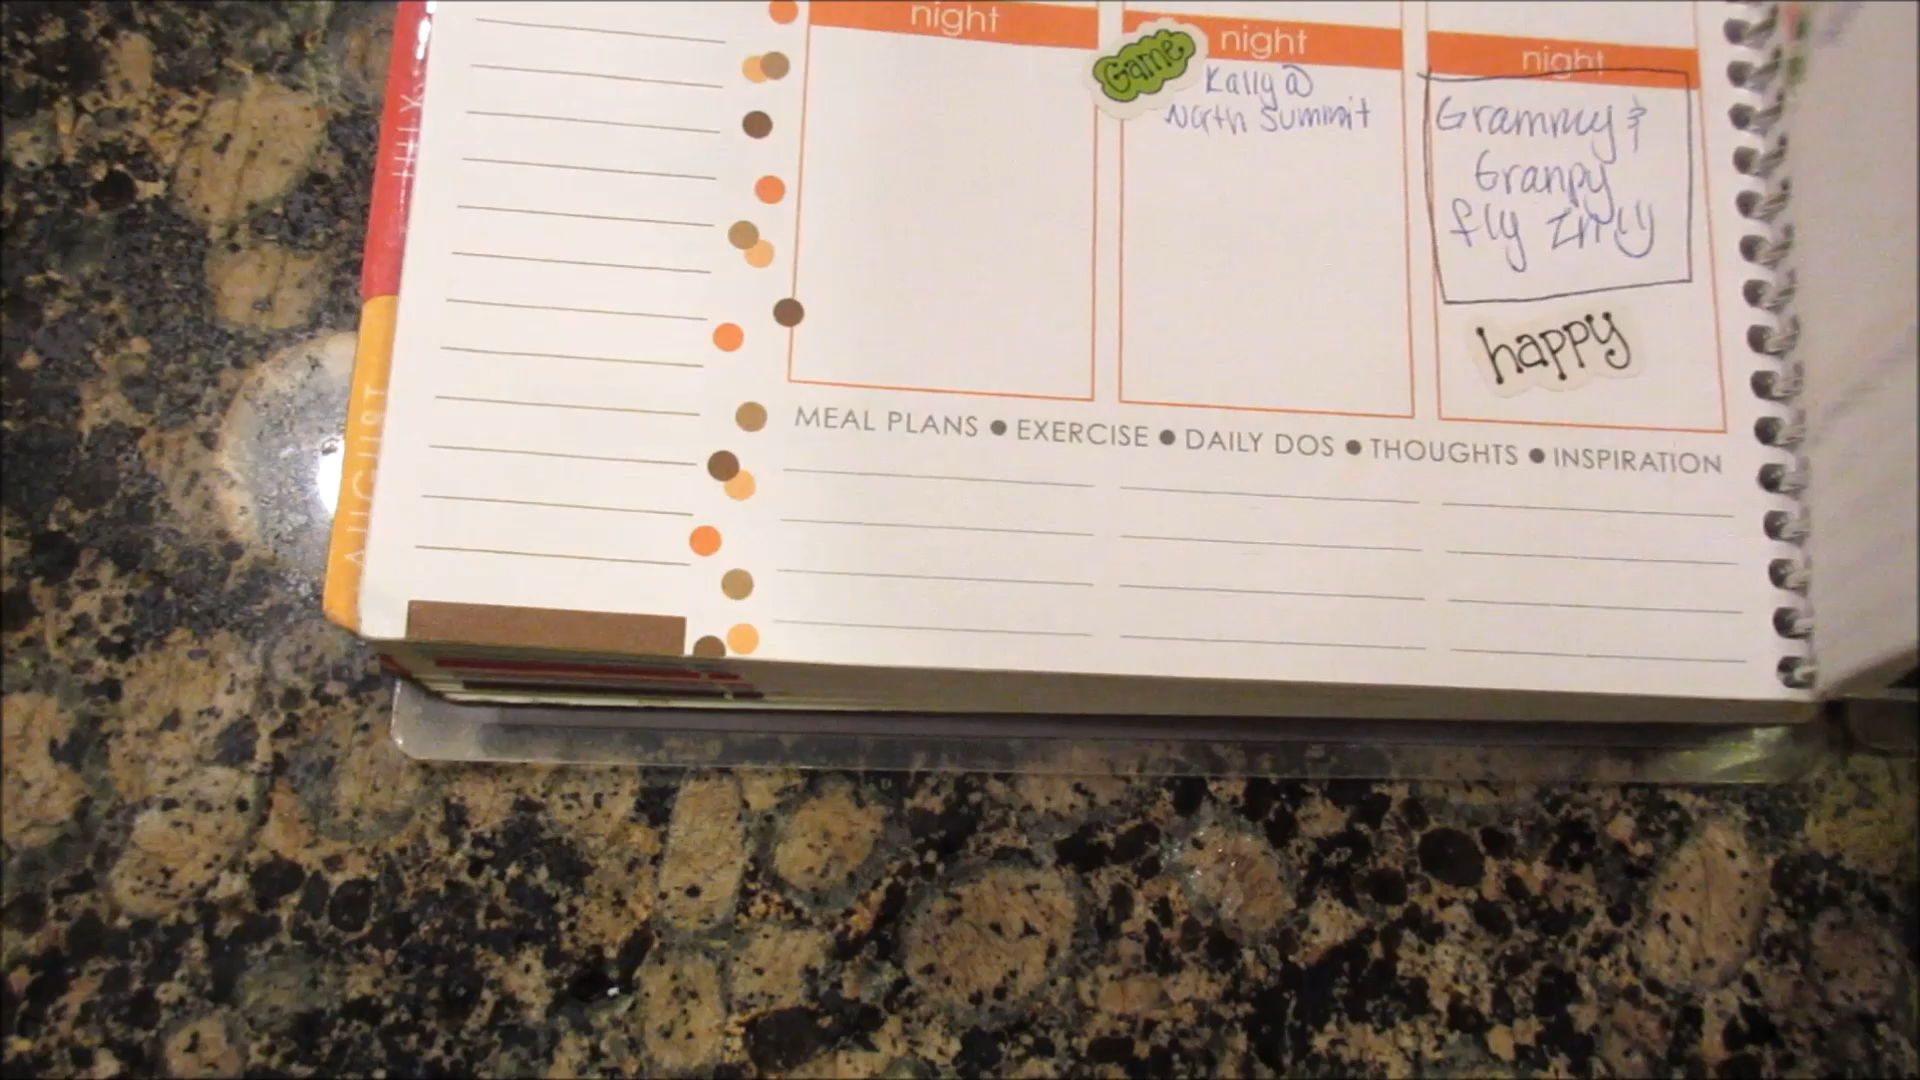 night
night
night
Game
Kally @
North Summit
Grammy &
Granpy
fly
happy
JULY
AUGUST
MEAL PLANS ● EXERCISE ● DAILY DOS ● THOUGHTS ● INSPIRATION